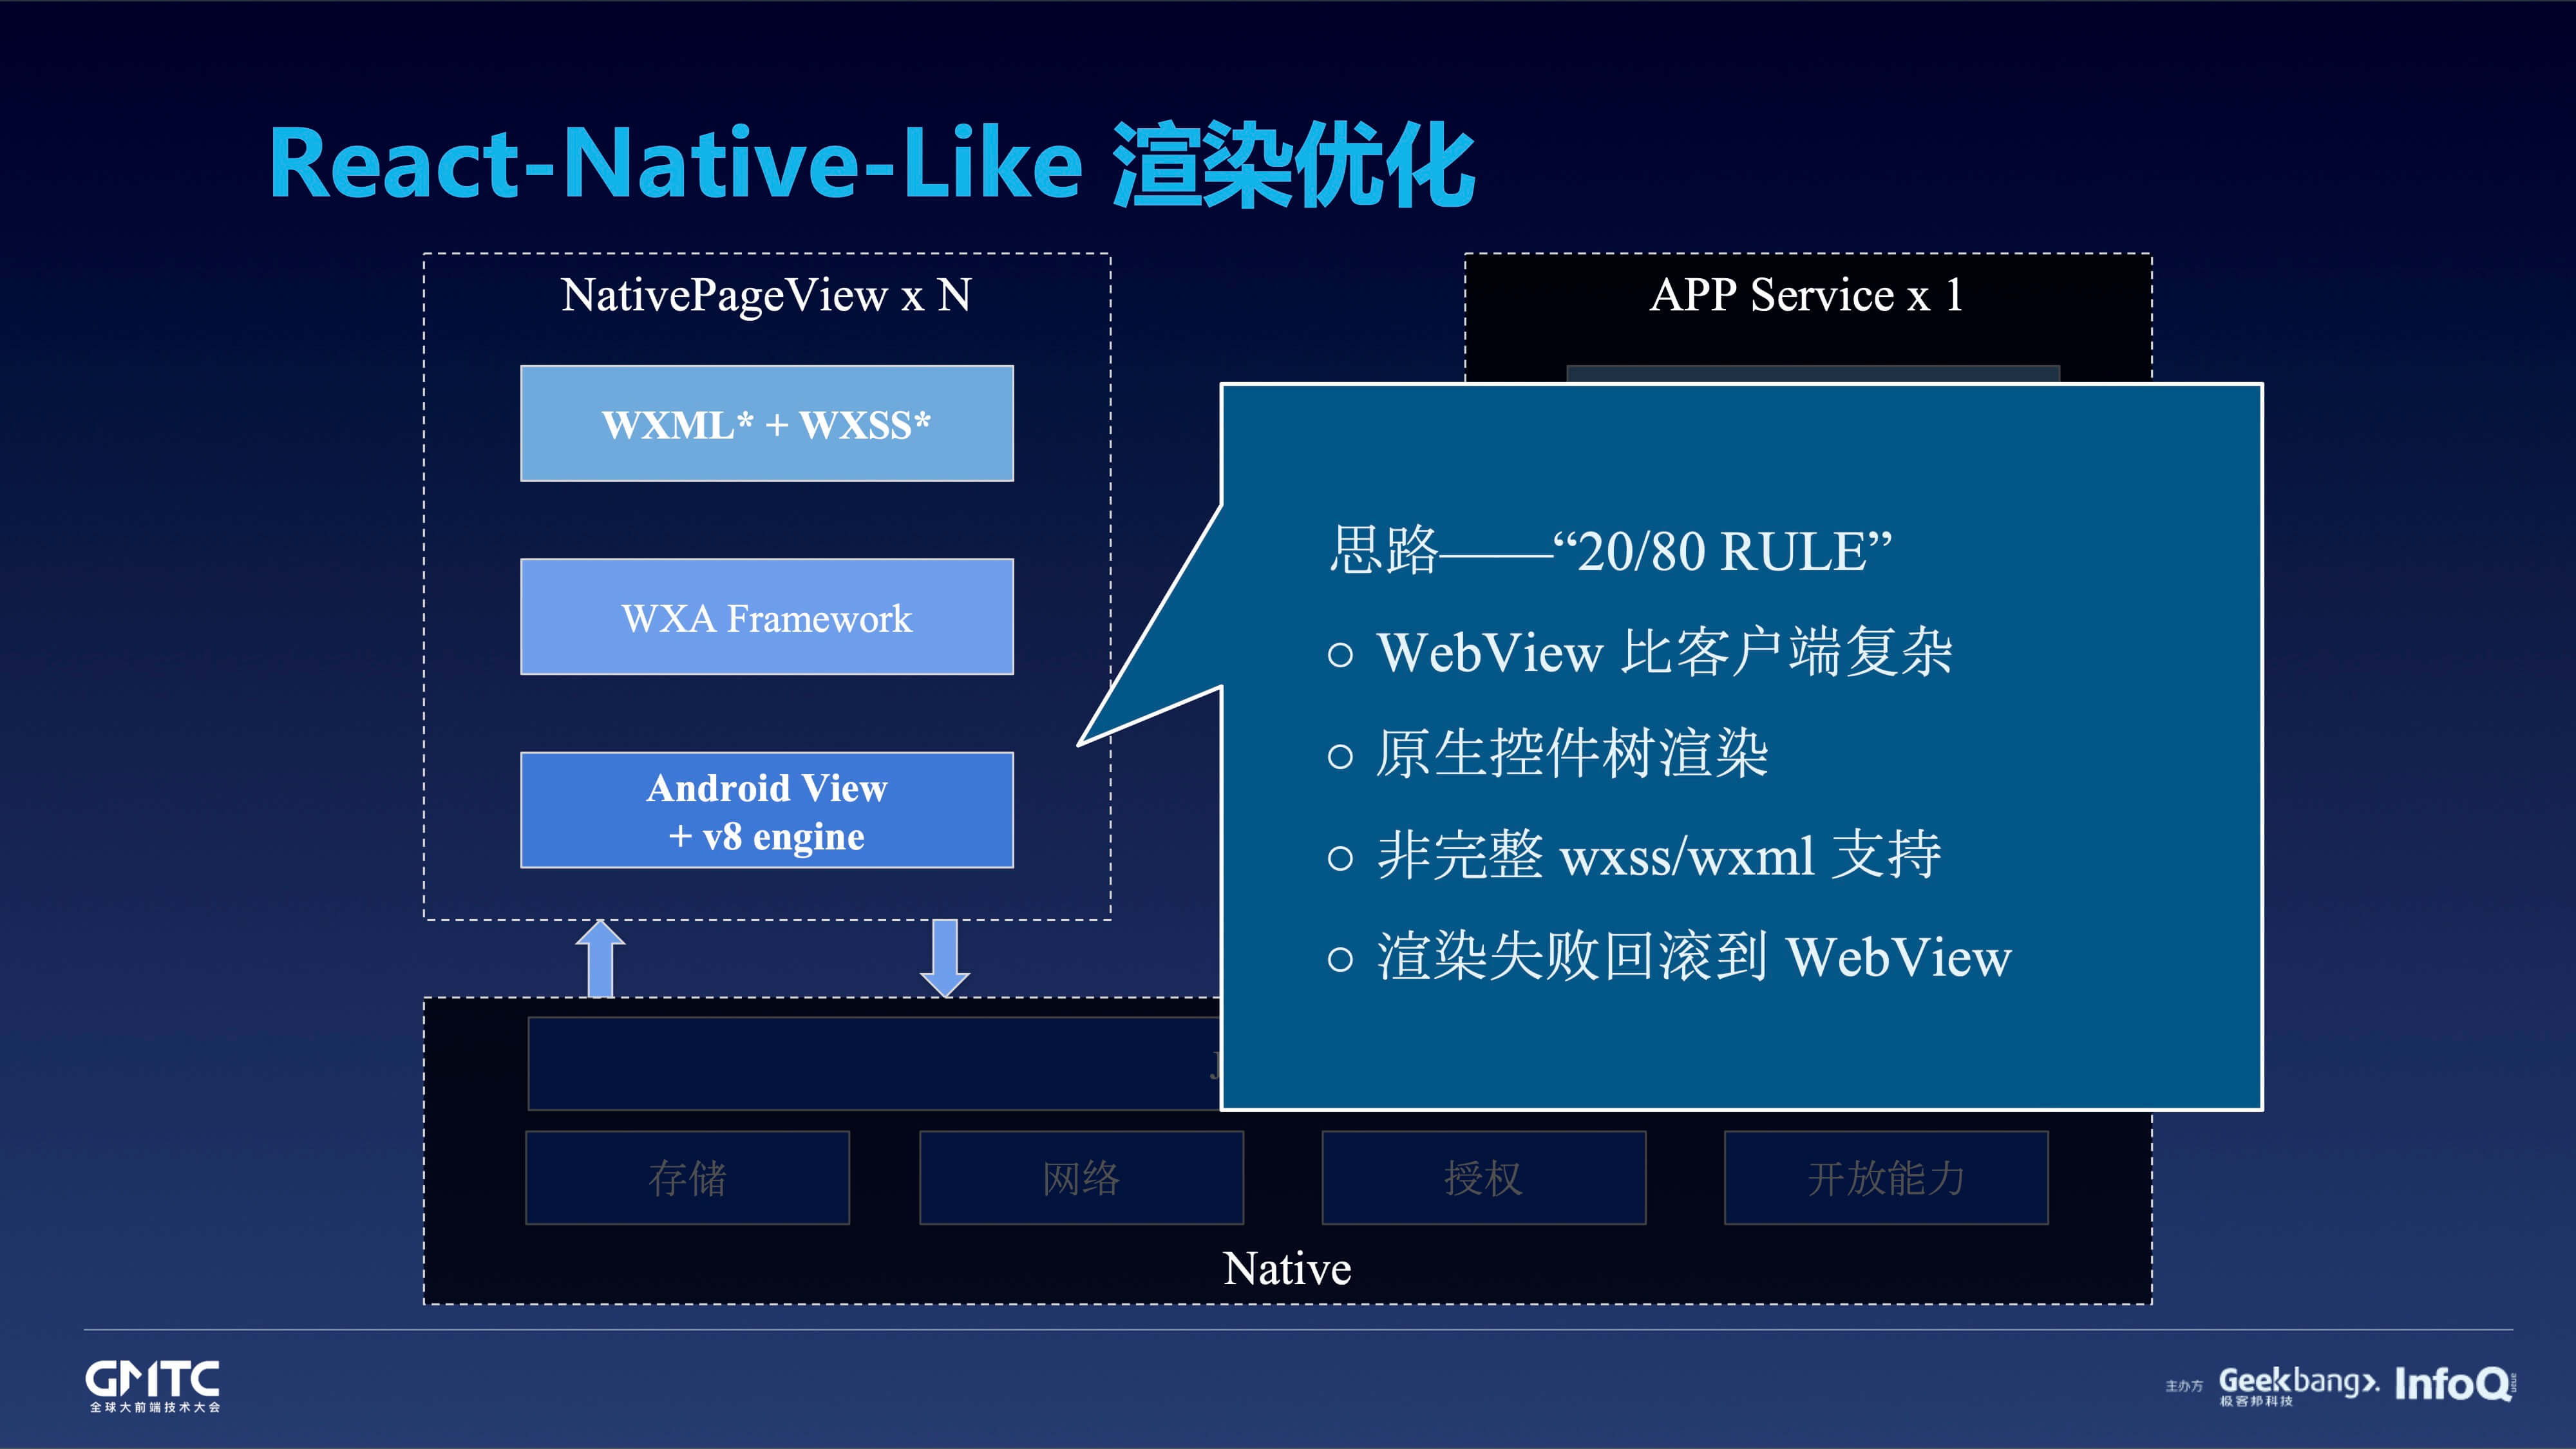 React-Native-Like 渲染优化
NativePageView x N
WXML* + WXSS*
WXA Framework
Android View
+ v8 engine
APP Service x 1
思路——“20/80 RULE”
○ WebView 比客户端复杂
○ 原生控件树渲染
○ 非完整 wxss/wxml 支持
○ 渲染失败回滚到 WebView
存储
网络
授权
开放能力
Native
GMTC
全球大前端技术大会
主办方
Geekbang>.
极客邦科技
InfoQ